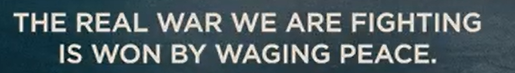 THE REAL WAR WE ARE FIGHTING
IS WON BY WAGING PEACE.